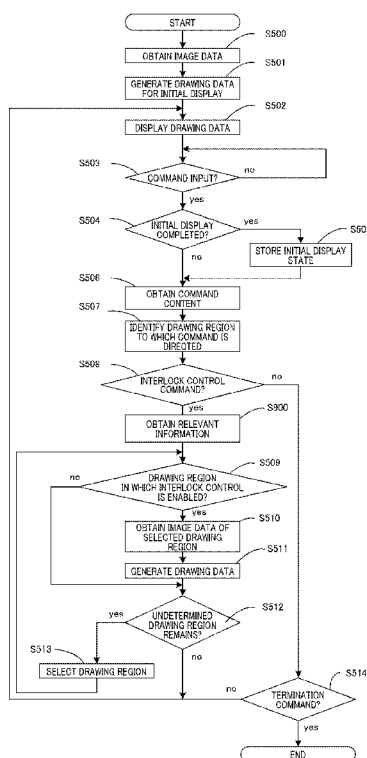 START
S500
OBTAIN IMAGE DATA
S501
GENERATE DRAWING DATA
FOR INITIAL DISPLAY
S502
DISPLAY DRAWING DATA
S503
COMMAND INPUT?
no
yes
S504
INITIAL DISPLAY
COMPLETED?
yes
no
S50
STORE INITIAL DISPLAY
STATE
S506
OBTAIN COMMAND
CONTENT
S507
IDENTIFY DRAWING REGION
TO WHICH COMMAND IS
DIRECTED
S508
INTERLOCK CONTROL
COMMAND?
no
yes
S900
OBTAIN RELEVANT
INFORMATION
S509
DRAWING REGION
IN WHICH INTERLOCK CONTROL
IS ENABLED?
no
yes
S510
OBTAIN IMAGE DATA OF
SELECTED DRAWING
REGION
S511
GENERATE DRAWING DATA
S512
UNDETERMINED
DRAWING REGION
REMAINS?
yes
no
S513
SELECT DRAWING REGION
S514
TERMINATION
COMMAND?
no
yes
END